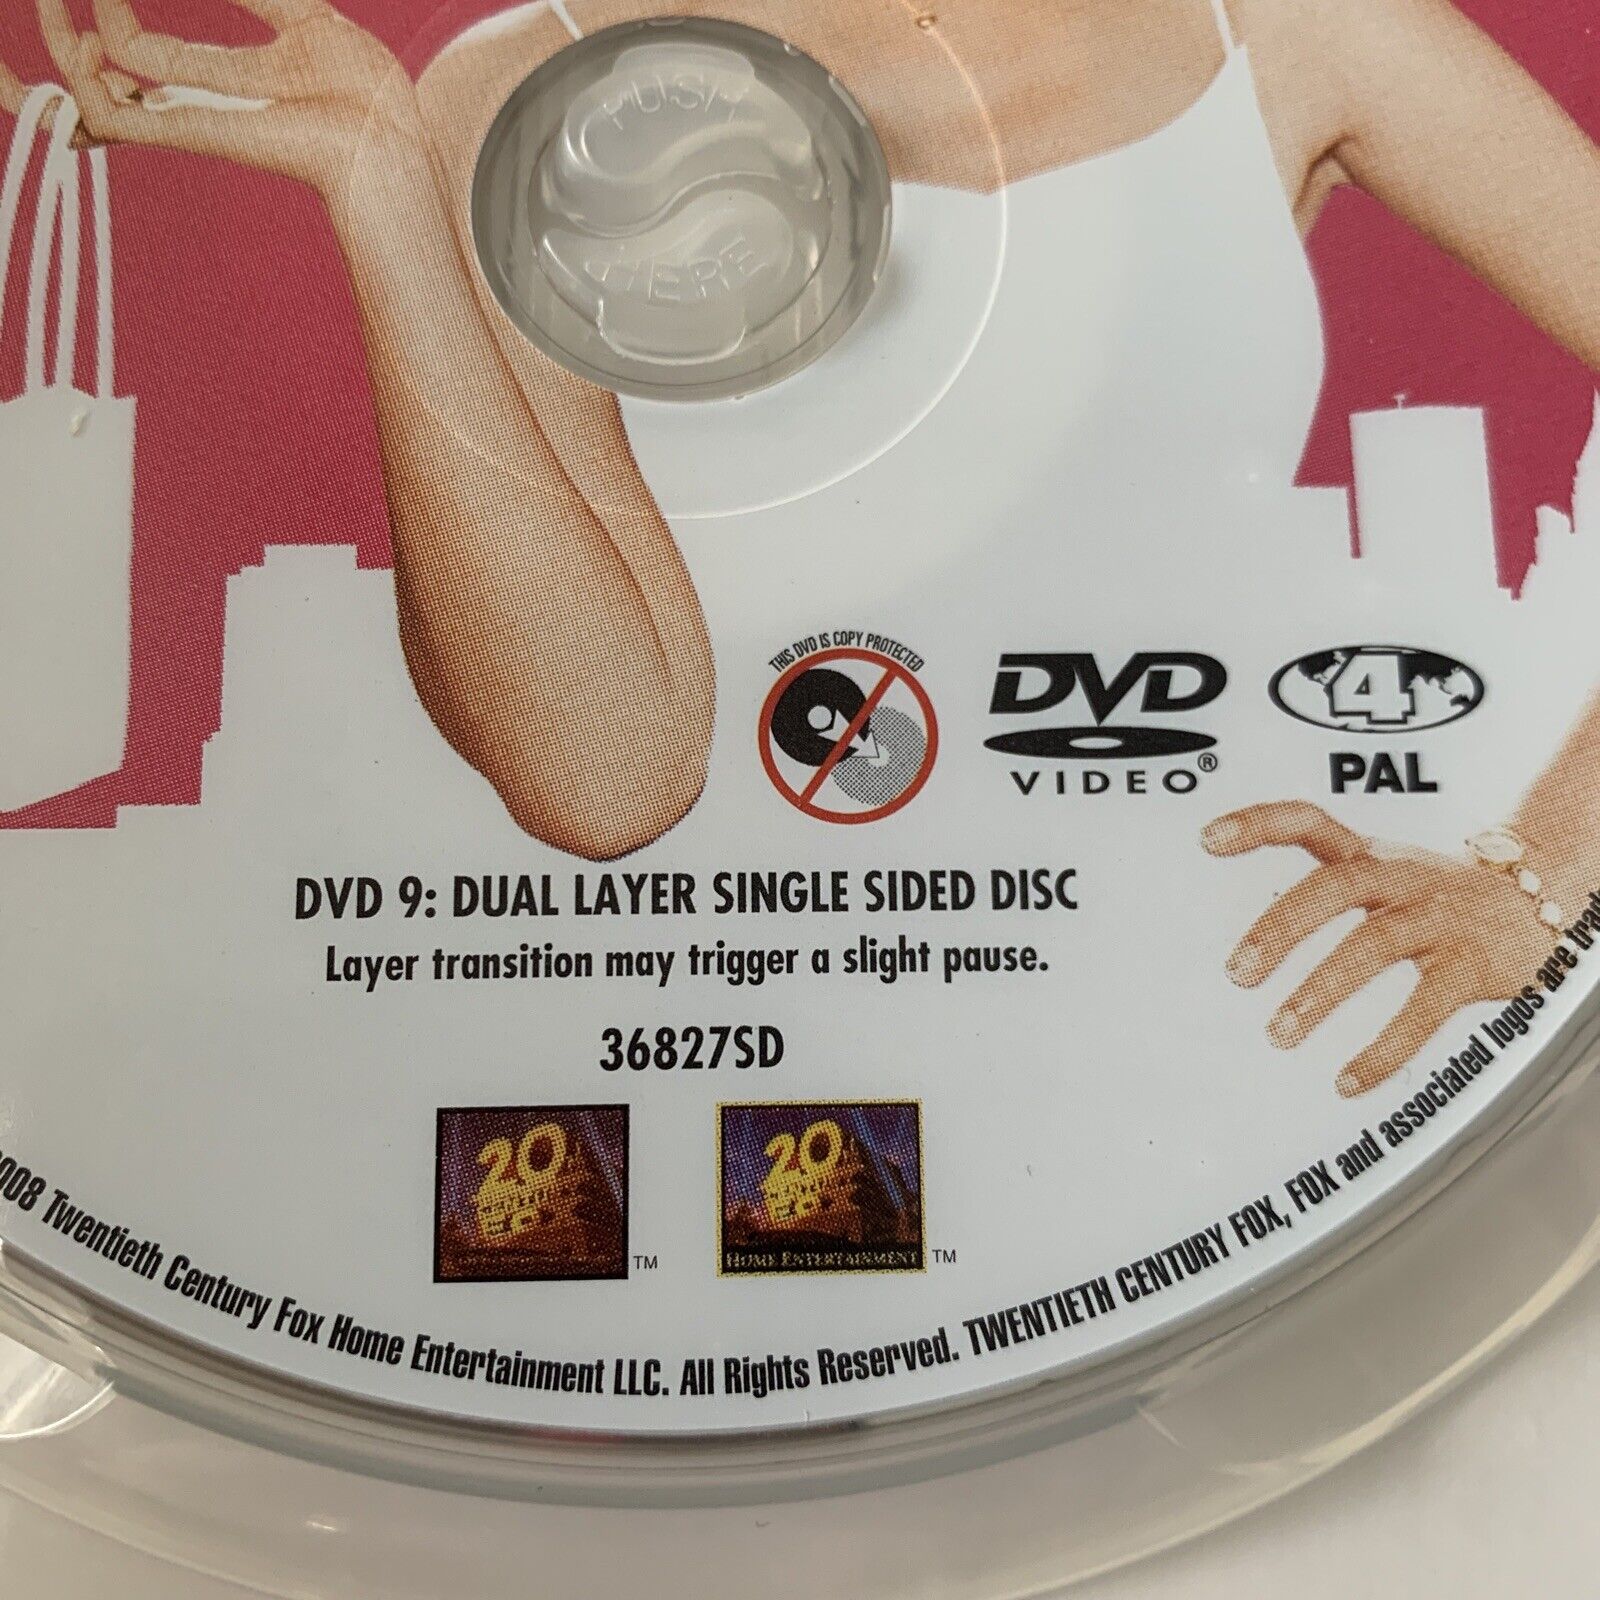 PUSH
HERE
THIS DVD IS COPY PROTECTED
DVD
VIDEO®
4
PAL
DVD 9: DUAL LAYER SINGLE SIDED DISC
Layer transition may trigger a slight pause.
36827SD
20
TM
20
HOME ENTERTAINMENT
TM
Twentieth Century Fox Home Entertainment LLC. All Rights Reserved. TWENTIETH CENTURY FOX, FOX and associated logos are